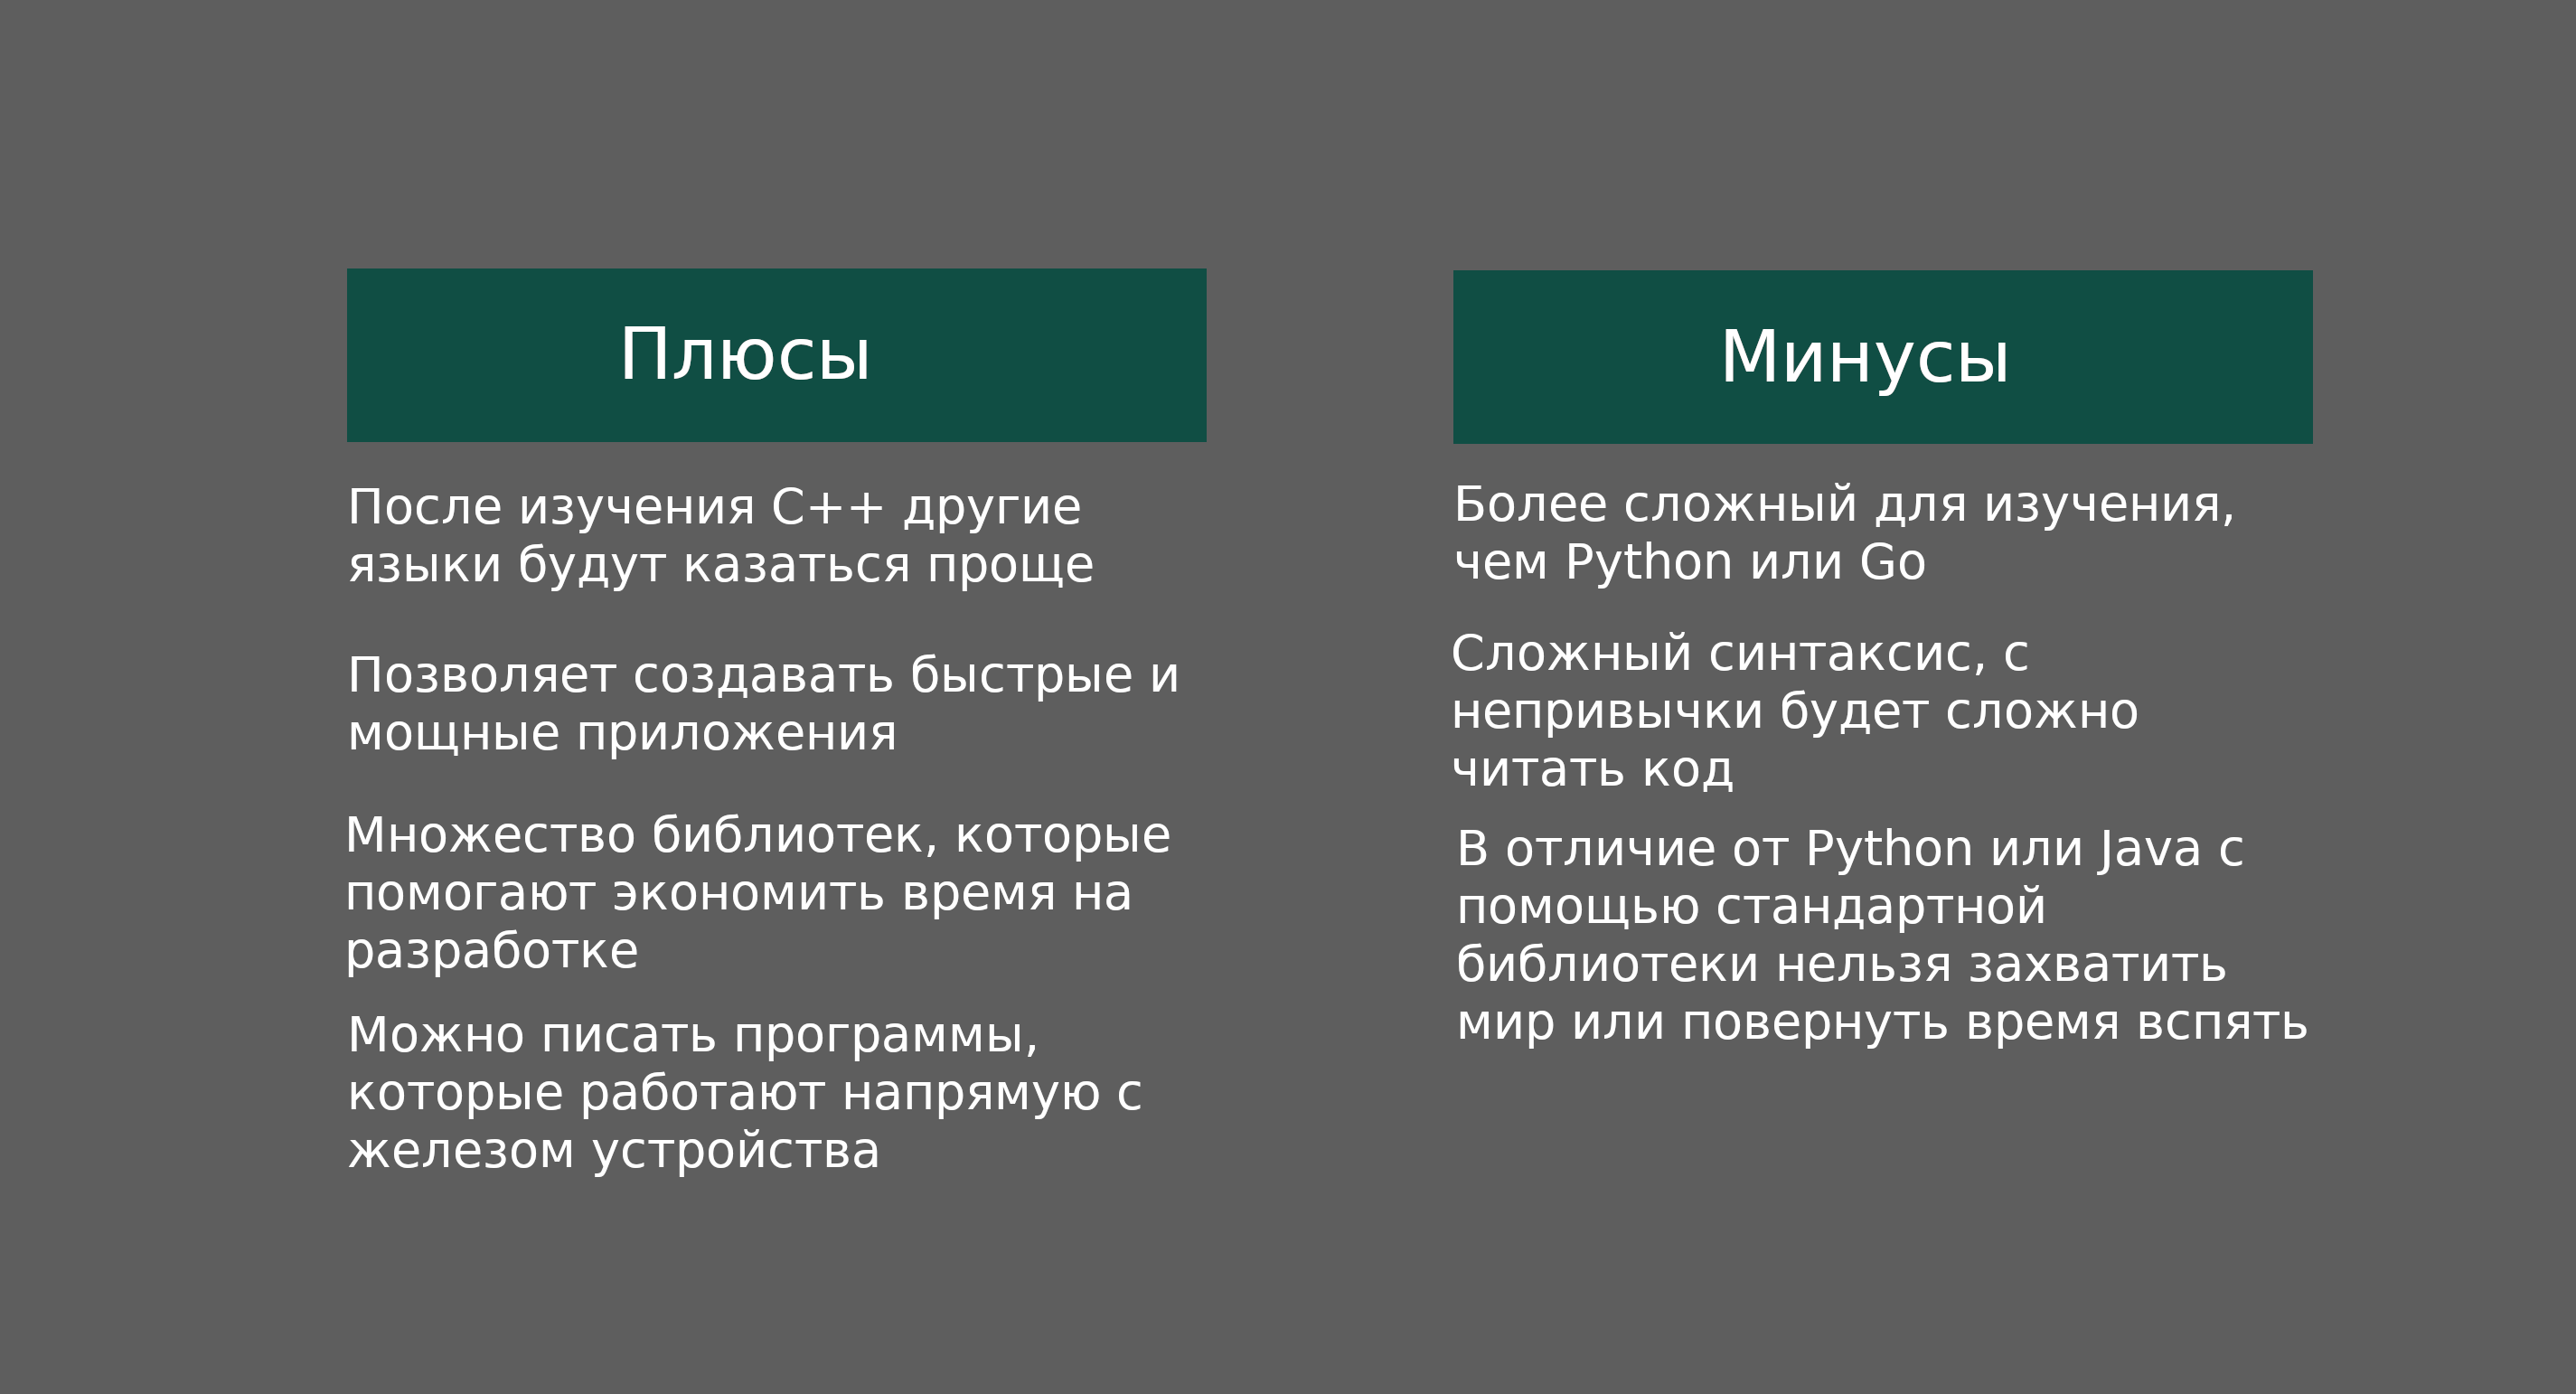 Плюсы
После изучения C++ другие
языки будут казаться проще
Позволяет создавать быстрые и
мощные приложения
Множество библиотек, которые
помогают экономить время на
разработке
Можно писать программы,
которые работают напрямую с
железом устройства
Минусы
Более сложный для изучения,
чем Python или Go
Сложный синтаксис, с
непривычки будет сложно
читать код
В отличие от Python или Java с
помощью стандартной
библиотеки нельзя захватить
мир или повернуть время вспять